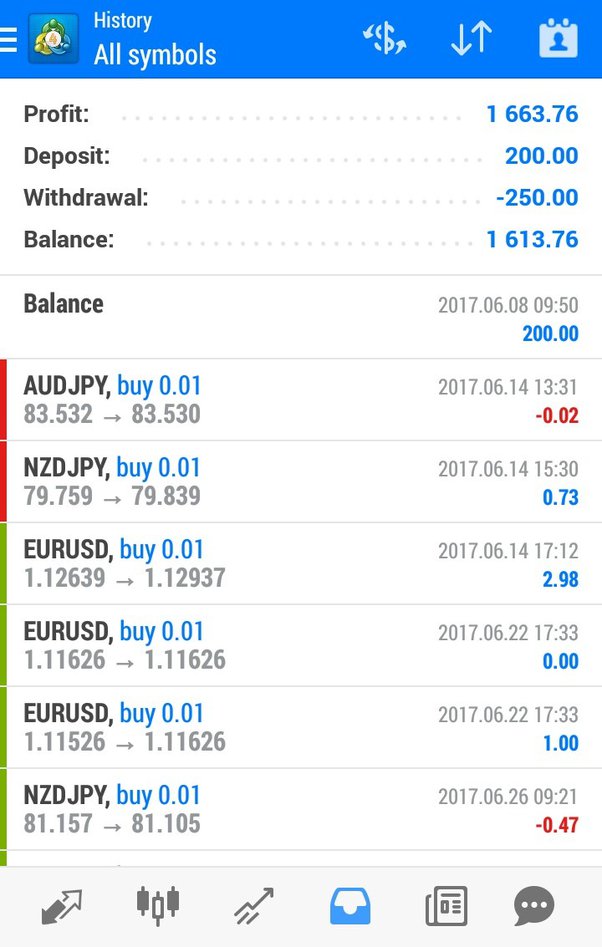 History
All symbols
Profit: 1 663.76
Deposit: 200.00
Withdrawal: -250.00
Balance: 1 613.76
Balance 2017.06.08 09:50
200.00
AUDJPY, buy 0.01 2017.06.14 13:31
83.532 → 83.530 -0.02
NZDJPY, buy 0.01 2017.06.14 15:30
79.759 → 79.839 0.73
EURUSD, buy 0.01 2017.06.14 17:12
1.12639 → 1.12937 2.98
EURUSD, buy 0.01 2017.06.22 17:33
1.11626 → 1.11626 0.00
EURUSD, buy 0.01 2017.06.22 17:33
1.11526 → 1.11626 1.00
NZDJPY, buy 0.01 2017.06.26 09:21
81.157 → 81.105 -0.47